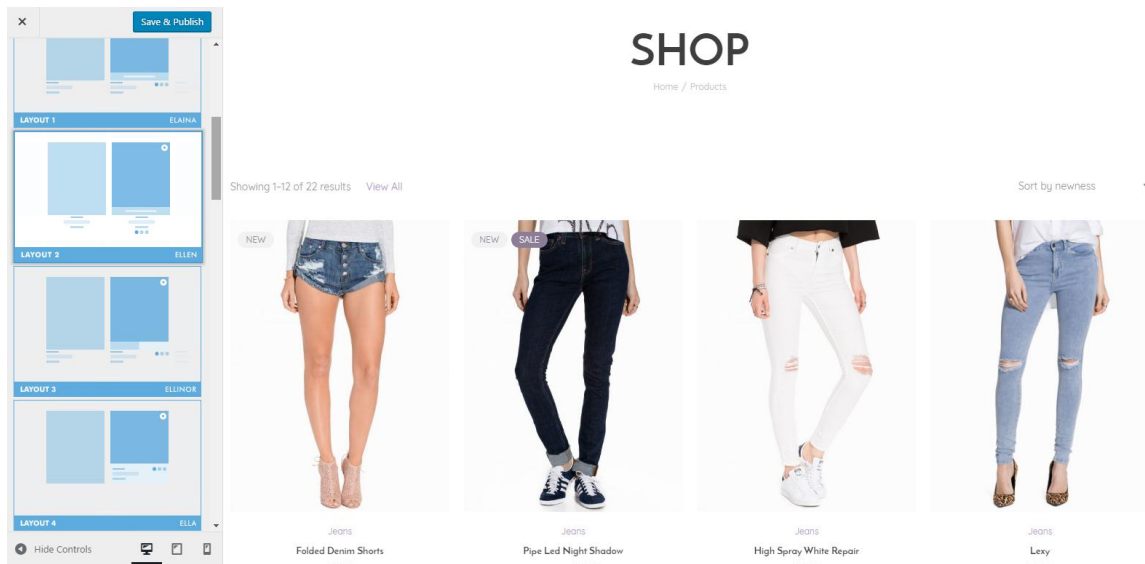 Save & Publish
LAYOUT 1 ELAINA
LAYOUT 2 ELLEN
LAYOUT 3 ELLINOR
LAYOUT 4 ELLA
Hide Controls
SHOP
Home / Products
Showing 1–12 of 22 results View All
Sort by newness
NEW
NEW SALE
Jeans
Folded Denim Shorts
Jeans
Pipe Led Night Shadow
Jeans
High Spray White Repair
Jeans
Lexy